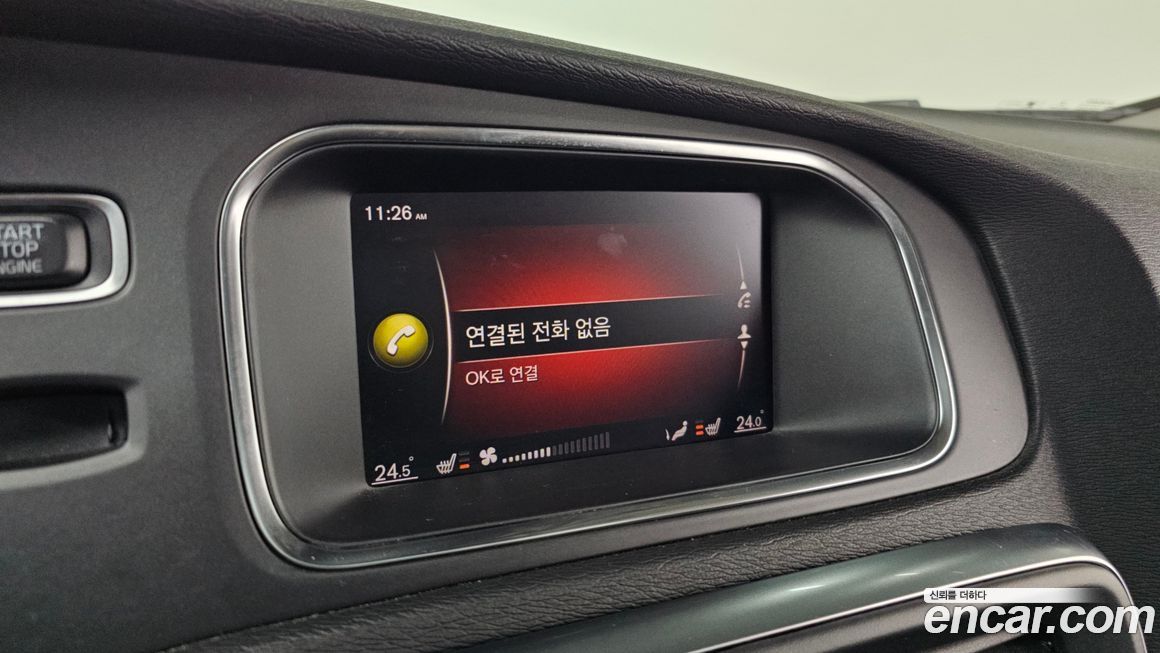 11:26 AM
START
STOP
ENGINE
연결된 전화 없음
OK로 연결
24.5°
24.0°
신뢰를 더하다
encar.com